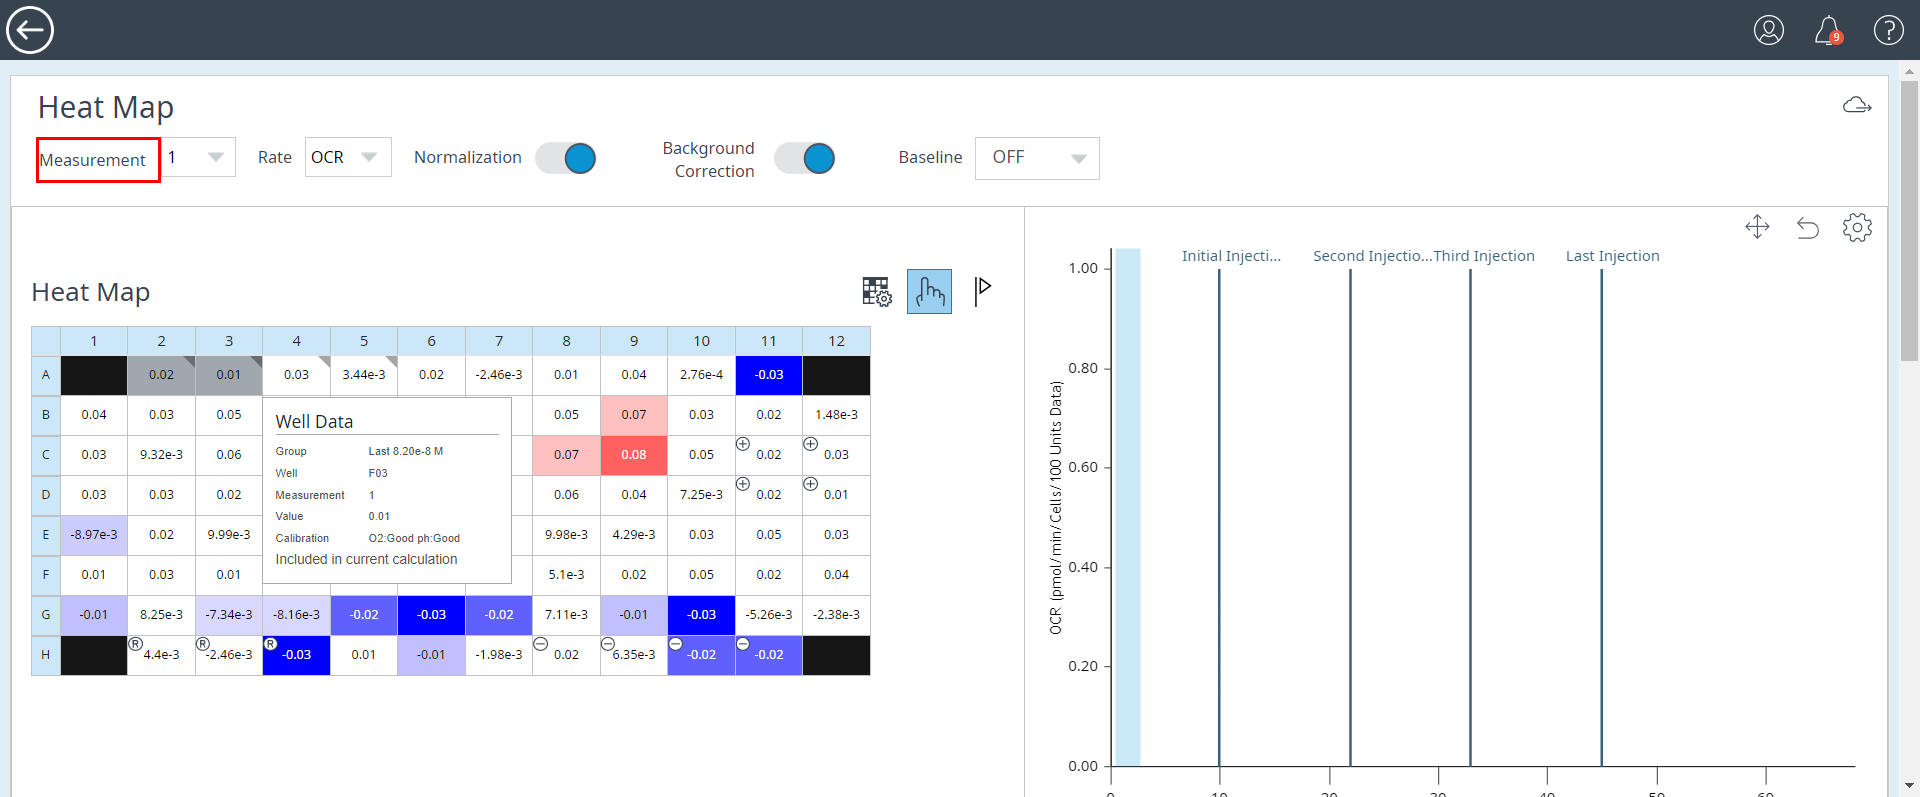 9
?
Heat Map
Measurement 1 Rate OCR Normalization Background Correction Baseline OFF
Heat Map
1 2 3 4 5 6 7 8 9 10 11 12
A 0.02 0.01 0.03 3.44e-3 0.02 -2.46e-3 0.01 0.04 2.76e-4 -0.03
B 0.04 0.03 0.05 0.05 0.07 0.03 0.02 1.48e-3
C 0.03 9.32e-3 0.06 0.07 0.08 0.05 0.02 0.03
D 0.03 0.03 0.02 0.06 0.04 7.25e-3 0.02 0.01
E -8.97e-3 0.02 9.99e-3 9.98e-3 4.29e-3 0.03 0.05 0.03
F 0.01 0.03 0.01 5.1e-3 0.02 0.05 0.02 0.04
G -0.01 8.25e-3 -7.34e-3 -8.16e-3 -0.02 -0.03 -0.02 7.11e-3 -0.01 -0.03 -5.26e-3 -2.38e-3
R R R
H 4.4e-3 -2.46e-3 -0.03 0.01 -0.01 -1.98e-3 0.02 6.35e-3 -0.02 -0.02
Well Data
Group Last 8.20e-8 M
Well F03
Measurement 1
Value 0.01
Calibration O2:Good ph:Good
Included in current calculation
Initial Injecti... Second Injectio... Third Injection Last Injection
OCR (pmol/min/Cells/100 Units Data)
1.00
0.80
0.60
0.40
0.20
0.00
0 10 20 30 40 50 60